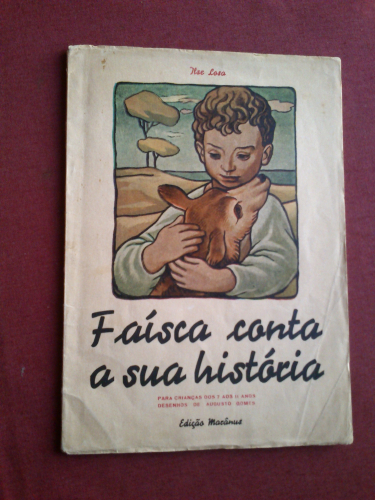 Ilse Losa
Faísca conta
a sua história
PARA CRIANÇAS DOS 7 AOS 11 ANOS
DESENHOS DE AUGUSTO GOMES
Edição Marânus